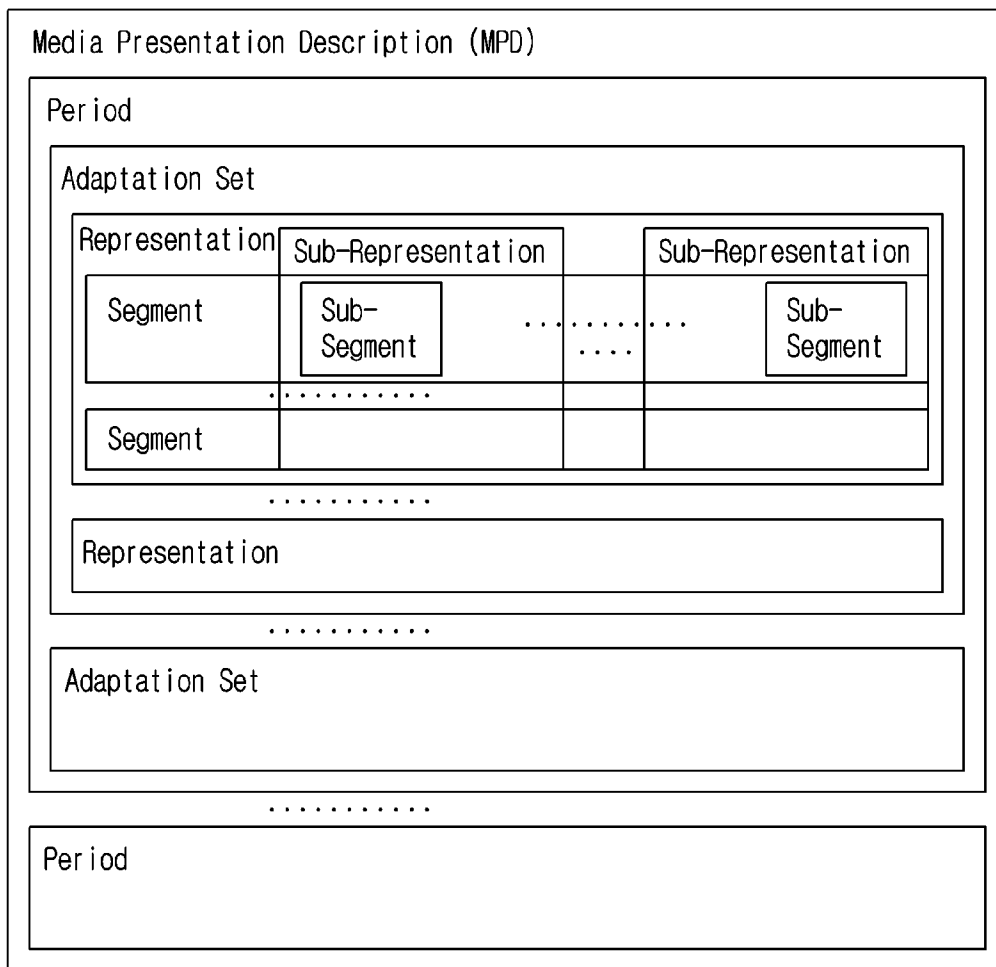 Media Presentation Description (MPD)
Period
Adaptation Set
Representation
Sub-Representation
Sub-Representation
Segment
Sub-
Segment
...........
....
Sub-
Segment
...........
Segment
...........
Representation
...........
Adaptation Set
...........
Period